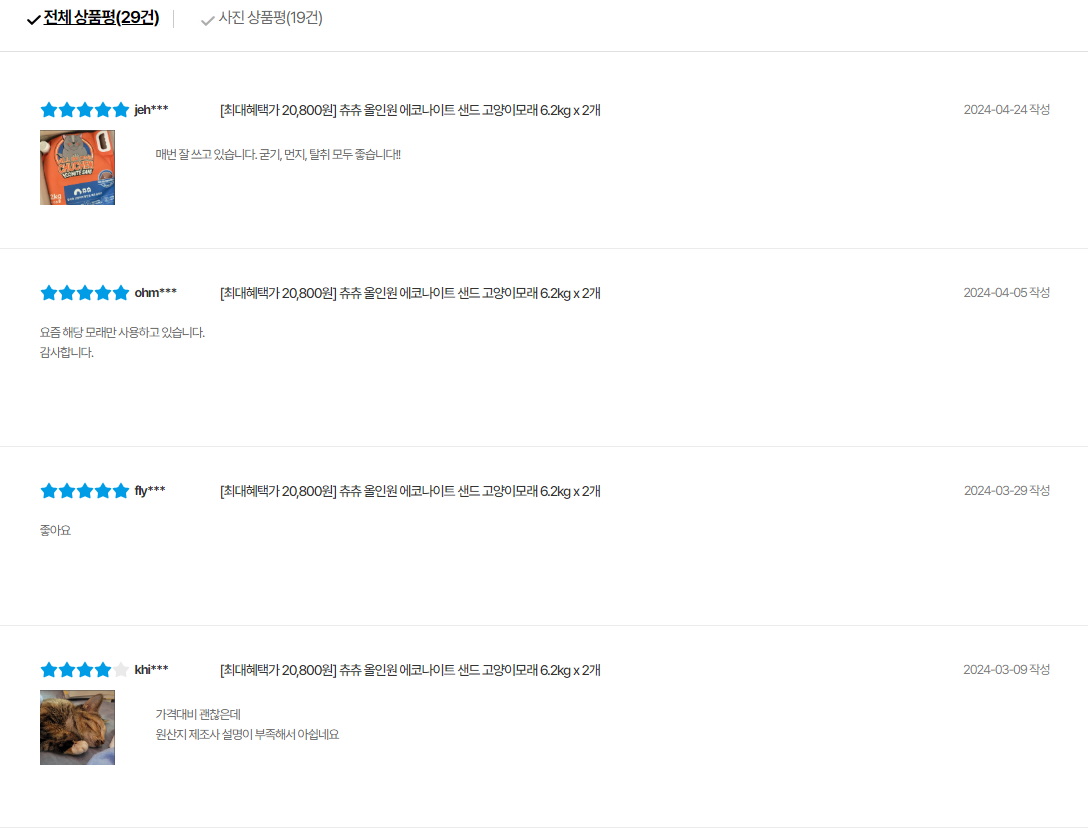 전체 상품평(29건)
사진 상품평(19건)
jeh*** [최대혜택가 20,800원] 츄츄 올인원 에코나이트 샌드 고양이모래 6.2kg x 2개 2024-04-24 작성
매번 잘 쓰고 있습니다. 굳기, 먼지, 탈취 모두 좋습니다!!
ohm*** [최대혜택가 20,800원] 츄츄 올인원 에코나이트 샌드 고양이모래 6.2kg x 2개 2024-04-05 작성
요즘 해당 모래만 사용하고 있습니다.
감사합니다.
fly*** [최대혜택가 20,800원] 츄츄 올인원 에코나이트 샌드 고양이모래 6.2kg x 2개 2024-03-29 작성
좋아요
khi*** [최대혜택가 20,800원] 츄츄 올인원 에코나이트 샌드 고양이모래 6.2kg x 2개 2024-03-09 작성
가격대비 괜찮은데
원산지 제조사 설명이 부족해서 아쉽네요